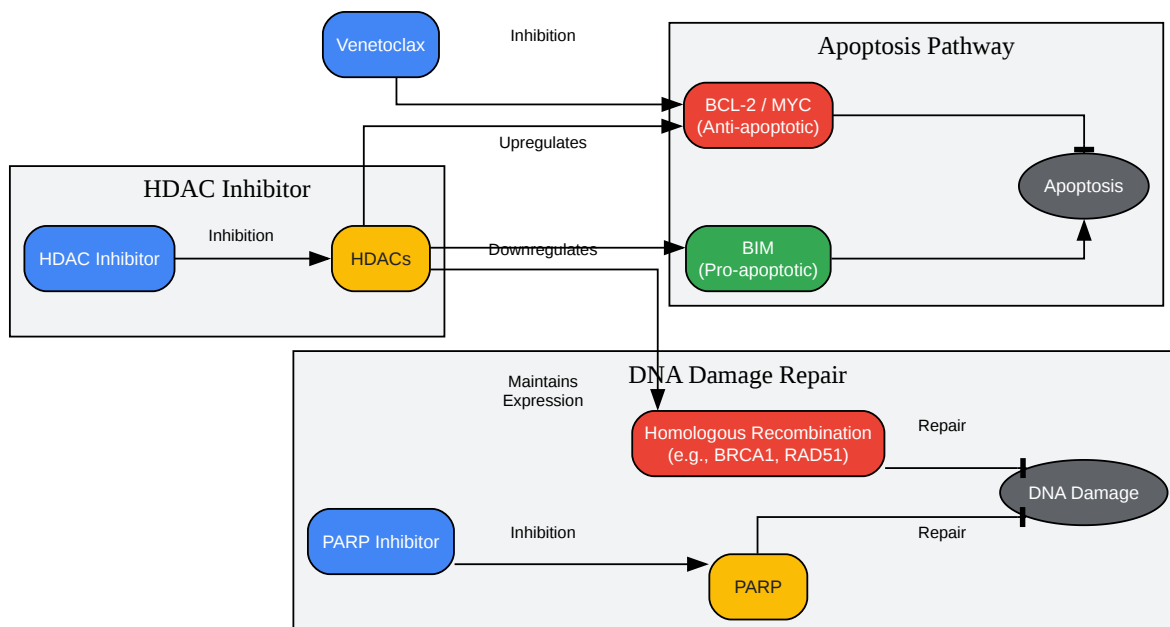 Venetoclax
Inhibition
Apoptosis Pathway
BCL-2 / MYC
(Anti-apoptotic)
Upregulates
Apoptosis
HDAC Inhibitor
HDAC Inhibitor
Inhibition
HDACs
Downregulates
BIM
(Pro-apoptotic)
DNA Damage Repair
Maintains
Expression
Homologous Recombination
(e.g., BRCA1, RAD51)
Repair
DNA Damage
PARP Inhibitor
Inhibition
Repair
PARP